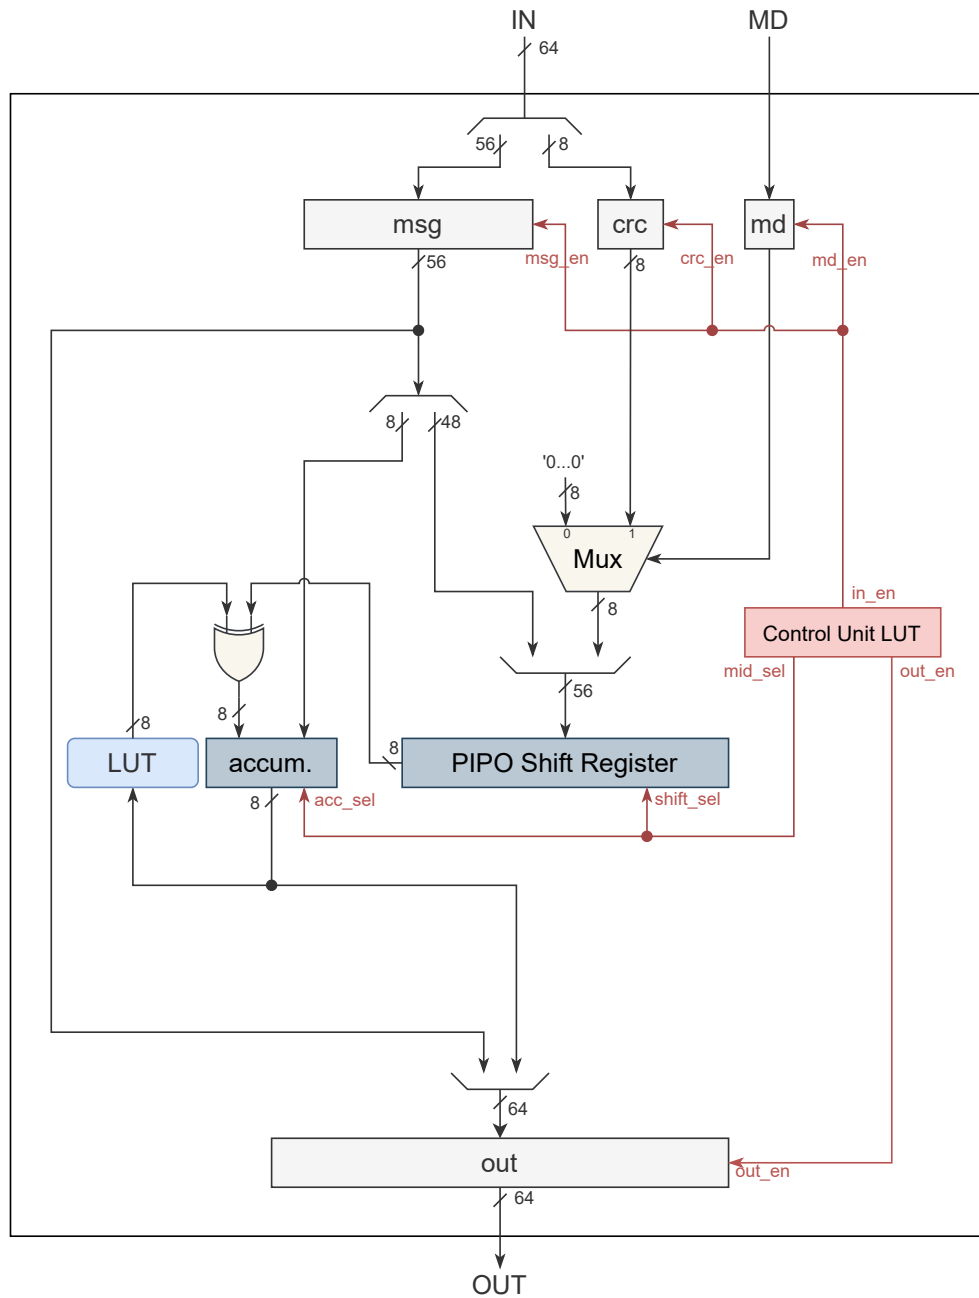 IN
MD
64
56
8
msg
crc
md
msg_en
crc_en
md_en
56
8
8
48
'0...0'
8
0
1
Mux
8
in_en
Control Unit LUT
mid_sel
out_en
56
8
8
8
LUT
accum.
PIPO Shift Register
8
acc_sel
shift_sel
64
out
out_en
64
OUT